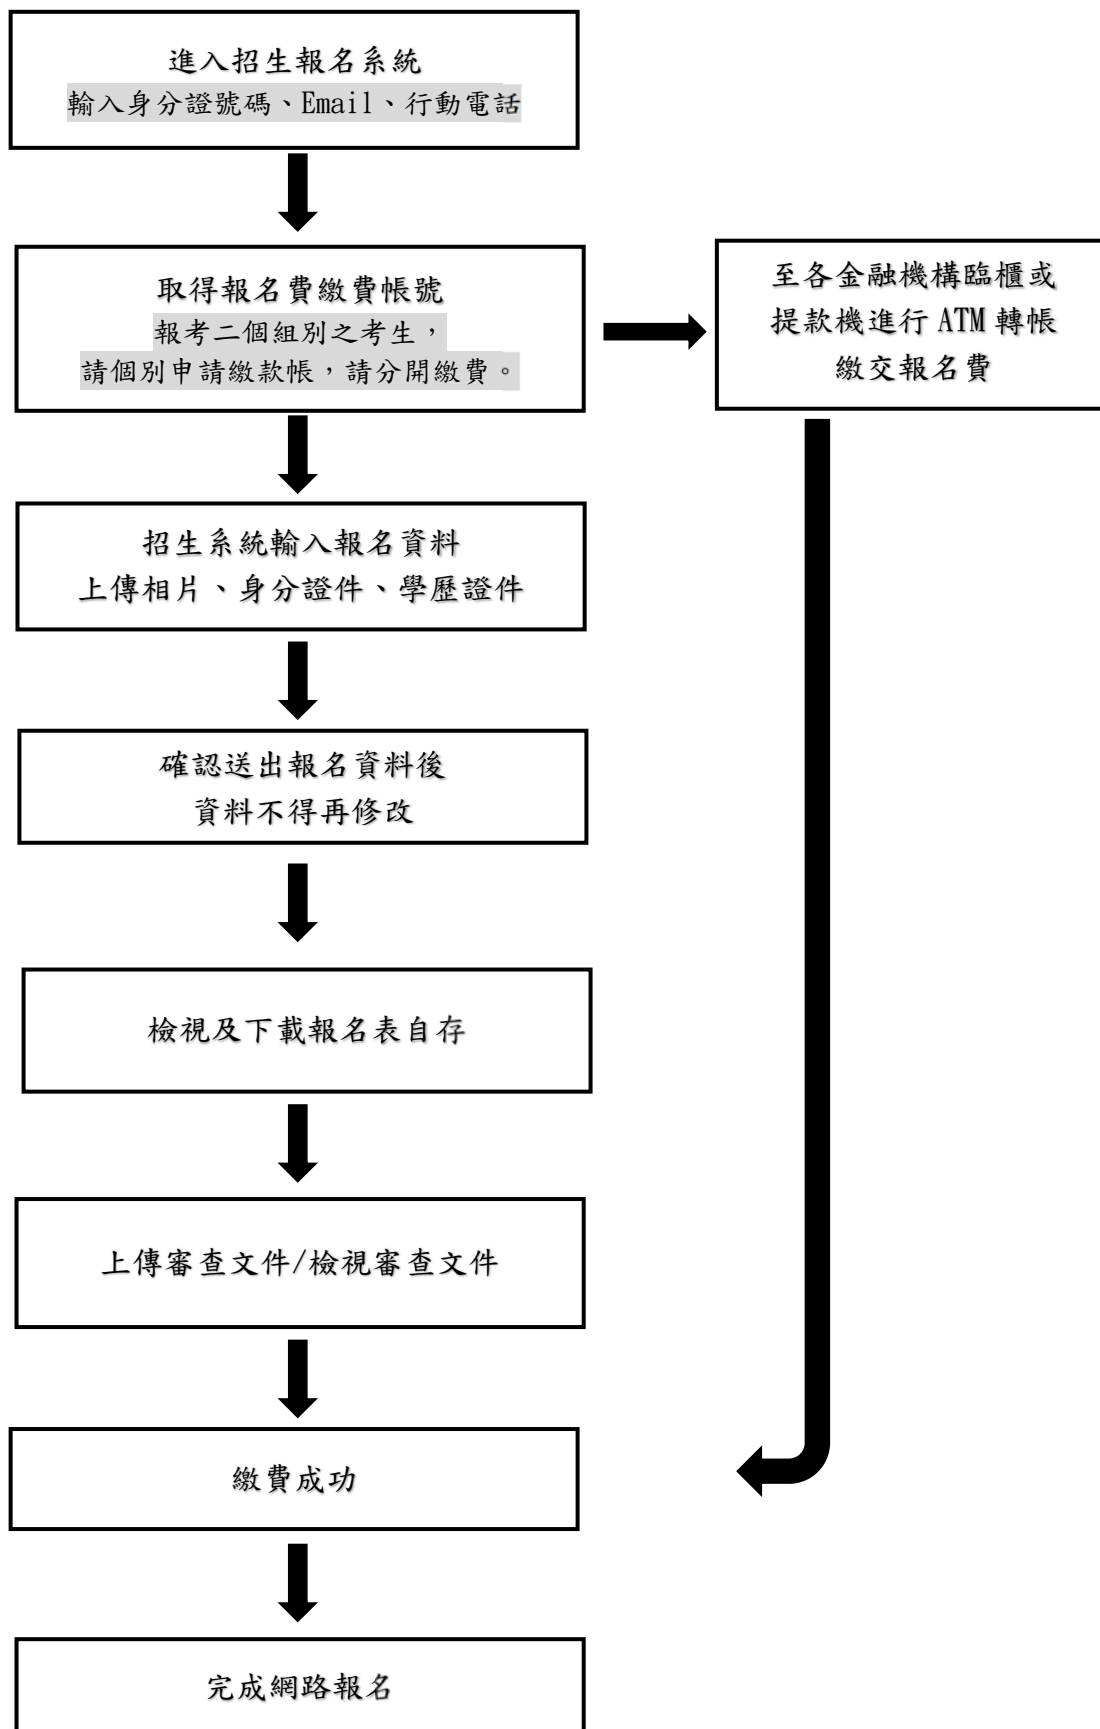 進入招生報名系統
輸入身分證號碼、Email、行動電話
取得報名費繳費帳號
報考二個組別之考生，
請個別申請繳款帳，請分開繳費。
至各金融機構臨櫃或
提款機進行 ATM 轉帳
繳交報名費
招生系統輸入報名資料
上傳相片、身分證件、學歷證件
確認送出報名資料後
資料不得再修改
檢視及下載報名表自存
上傳審查文件/檢視審查文件
繳費成功
完成網路報名